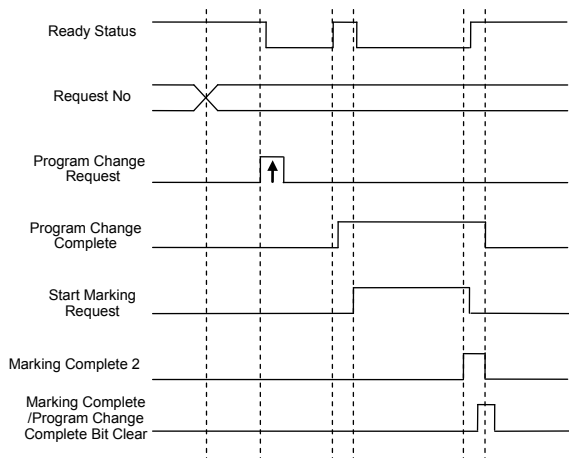 Ready Status
Request No
Program Change
Request
Program Change
Complete
Start Marking
Request
Marking Complete 2
Marking Complete
/Program Change
Complete Bit Clear